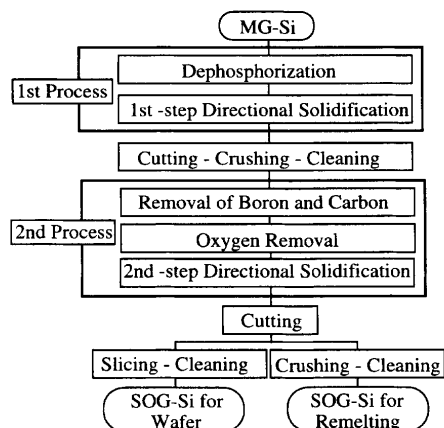 MG-Si
Dephosphorization
1st Process
1st -step Directional Solidification
Cutting - Crushing - Cleaning
Removal of Boron and Carbon
2nd Process
Oxygen Removal
2nd -step Directional Solidification
Cutting
Slicing - Cleaning
Crushing - Cleaning
SOG-Si for
Wafer
SOG-Si for
Remelting